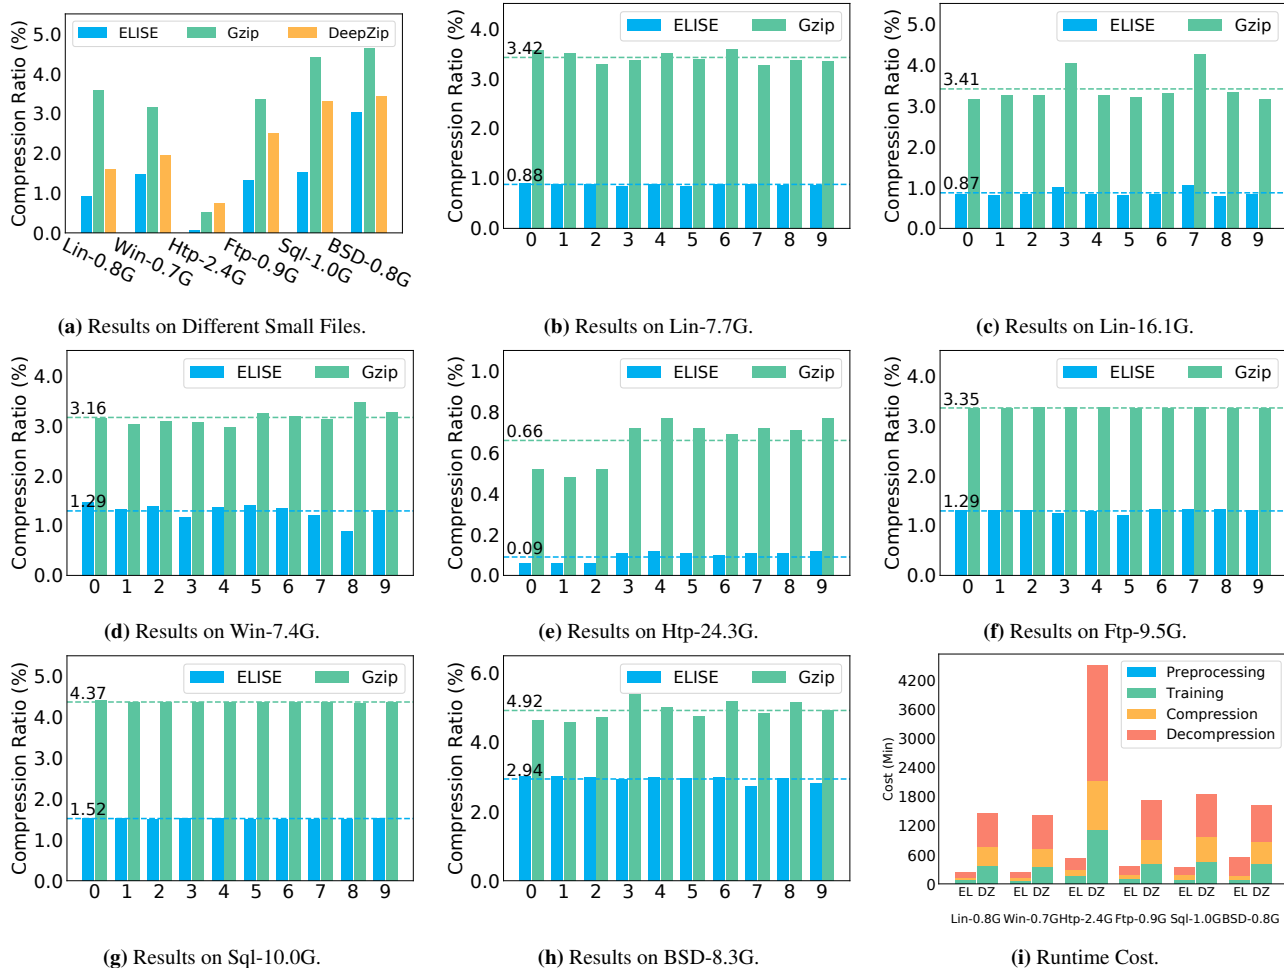 ELISE Gzip DeepZip
Compression Ratio (%)
5.0
4.0
3.0
2.0
1.0
0.0
Lin-0.8G
Win-0.7G
Htp-2.4G
Ftp-0.9G
Sql-1.0G
BSD-0.8G
(a) Results on Different Small Files.
ELISE Gzip
Compression Ratio (%)
4.0
3.42
3.0
2.0
1.0
0.88
0.0
0 1 2 3 4 5 6 7 8 9
(b) Results on Lin-7.7G.
ELISE Gzip
Compression Ratio (%)
5.0
4.0
3.41
3.0
2.0
1.0
0.87
0.0
0 1 2 3 4 5 6 7 8 9
(c) Results on Lin-16.1G.
ELISE Gzip
Compression Ratio (%)
4.0
3.16
3.0
2.0
1.29
1.0
0.0
0 1 2 3 4 5 6 7 8 9
(d) Results on Win-7.4G.
ELISE Gzip
Compression Ratio (%)
1.0
0.8
0.66
0.6
0.4
0.2
0.09
0.0
0 1 2 3 4 5 6 7 8 9
(e) Results on Htp-24.3G.
ELISE Gzip
Compression Ratio (%)
4.0
3.35
3.0
2.0
1.29
1.0
0.0
0 1 2 3 4 5 6 7 8 9
(f) Results on Ftp-9.5G.
ELISE Gzip
Compression Ratio (%)
5.0
4.37
4.0
3.0
2.0
1.52
1.0
0.0
0 1 2 3 4 5 6 7 8 9
(g) Results on Sql-10.0G.
ELISE Gzip
Compression Ratio (%)
6.0
4.92
4.0
2.94
2.0
0.0
0 1 2 3 4 5 6 7 8 9
(h) Results on BSD-8.3G.
Preprocessing
Training
Compression
Decompression
Cost (Min)
4200
3600
3000
2400
1800
1200
600
0
EL DZ EL DZ EL DZ EL DZ EL DZ EL DZ
Lin-0.8G Win-0.7G Htp-2.4G Ftp-0.9G Sql-1.0G BSD-0.8G
(i) Runtime Cost.